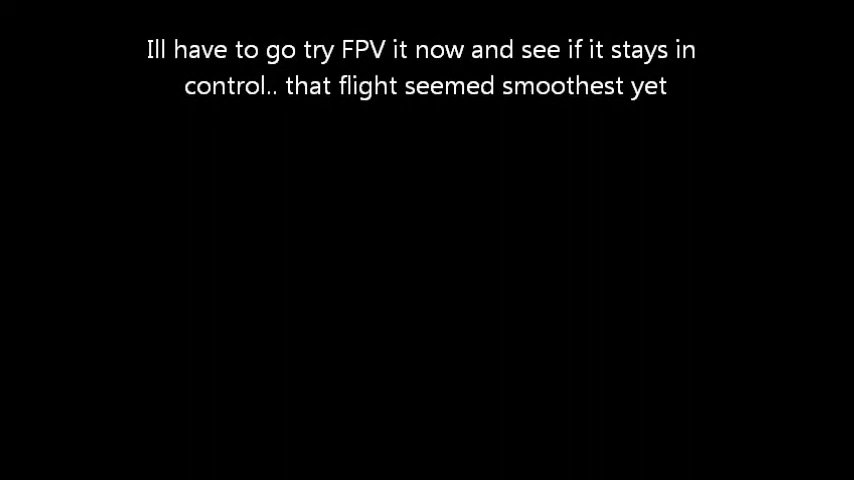 Ill have to go try FPV it now and see if it stays in
control.. that flight seemed smoothest yet